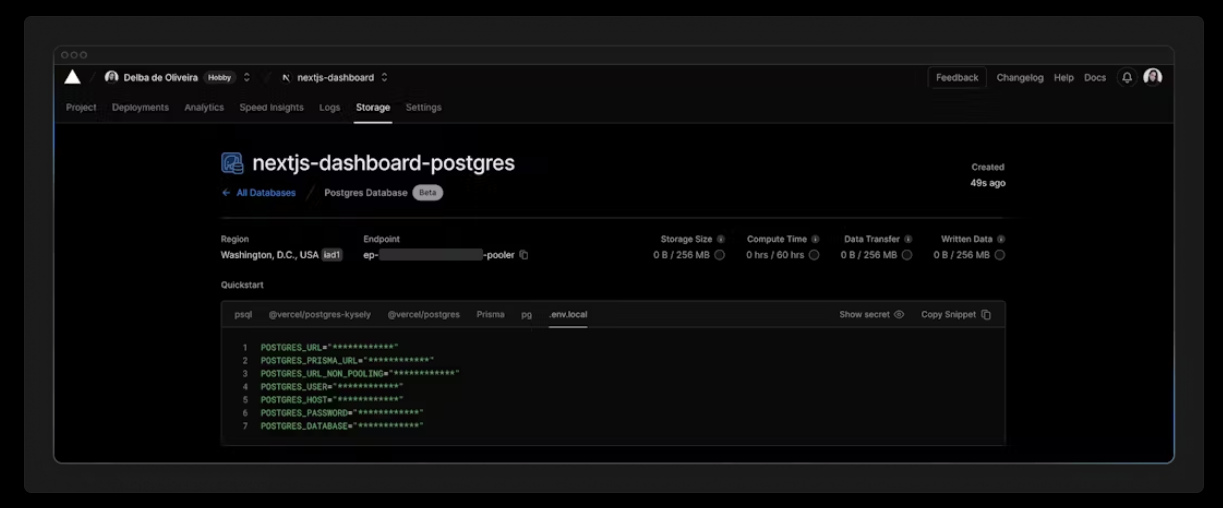 Delba de Oliveira Hobby / nextjs-dashboard Feedback Changelog Help Docs
Project Deployments Analytics Speed Insights Logs Storage Settings
nextjs-dashboard-postgres
Created
← All Databases / Postgres Database Beta
49s ago
Region Endpoint Storage Size Compute Time Data Transfer Written Data
Washington, D.C., USA iad1 ep- -pooler 0 B / 256 MB 0 hrs / 60 hrs 0 B / 256 MB 0 B / 256 MB
Quickstart
psql @vercel/postgres-kysely @vercel/postgres Prisma pg .env.local Show secret Copy Snippet
1 POSTGRES_URL="************"
2 POSTGRES_PRISMA_URL="************"
3 POSTGRES_URL_NON_POOLING="************"
4 POSTGRES_USER="************"
5 POSTGRES_HOST="************"
6 POSTGRES_PASSWORD="************"
7 POSTGRES_DATABASE="************"